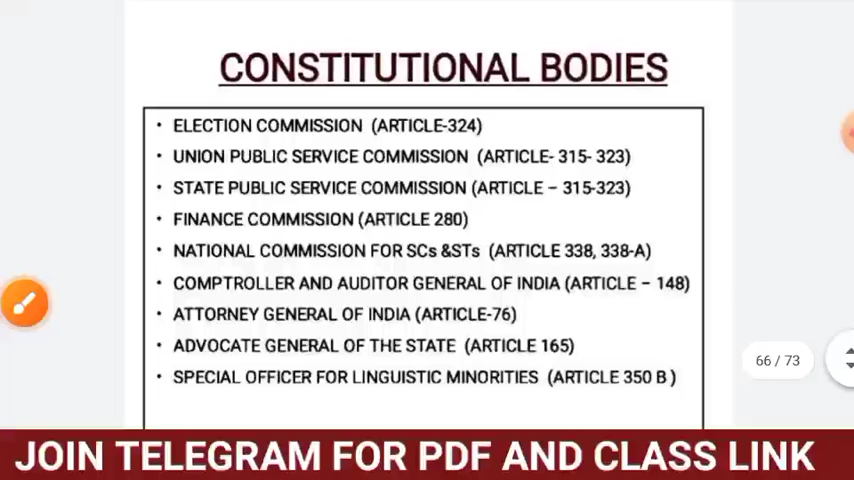 CONSTITUTIONAL BODIES
• ELECTION COMMISSION (ARTICLE-324)
• UNION PUBLIC SERVICE COMMISSION (ARTICLE- 315- 323)
• STATE PUBLIC SERVICE COMMISSION (ARTICLE – 315-323)
• FINANCE COMMISSION (ARTICLE 280)
• NATIONAL COMMISSION FOR SCs &STs (ARTICLE 338, 338-A)
• COMPTROLLER AND AUDITOR GENERAL OF INDIA (ARTICLE – 148)
• ATTORNEY GENERAL OF INDIA (ARTICLE-76)
• ADVOCATE GENERAL OF THE STATE (ARTICLE 165)
• SPECIAL OFFICER FOR LINGUISTIC MINORITIES (ARTICLE 350 B )
66 / 73
JOIN TELEGRAM FOR PDF AND CLASS LINK